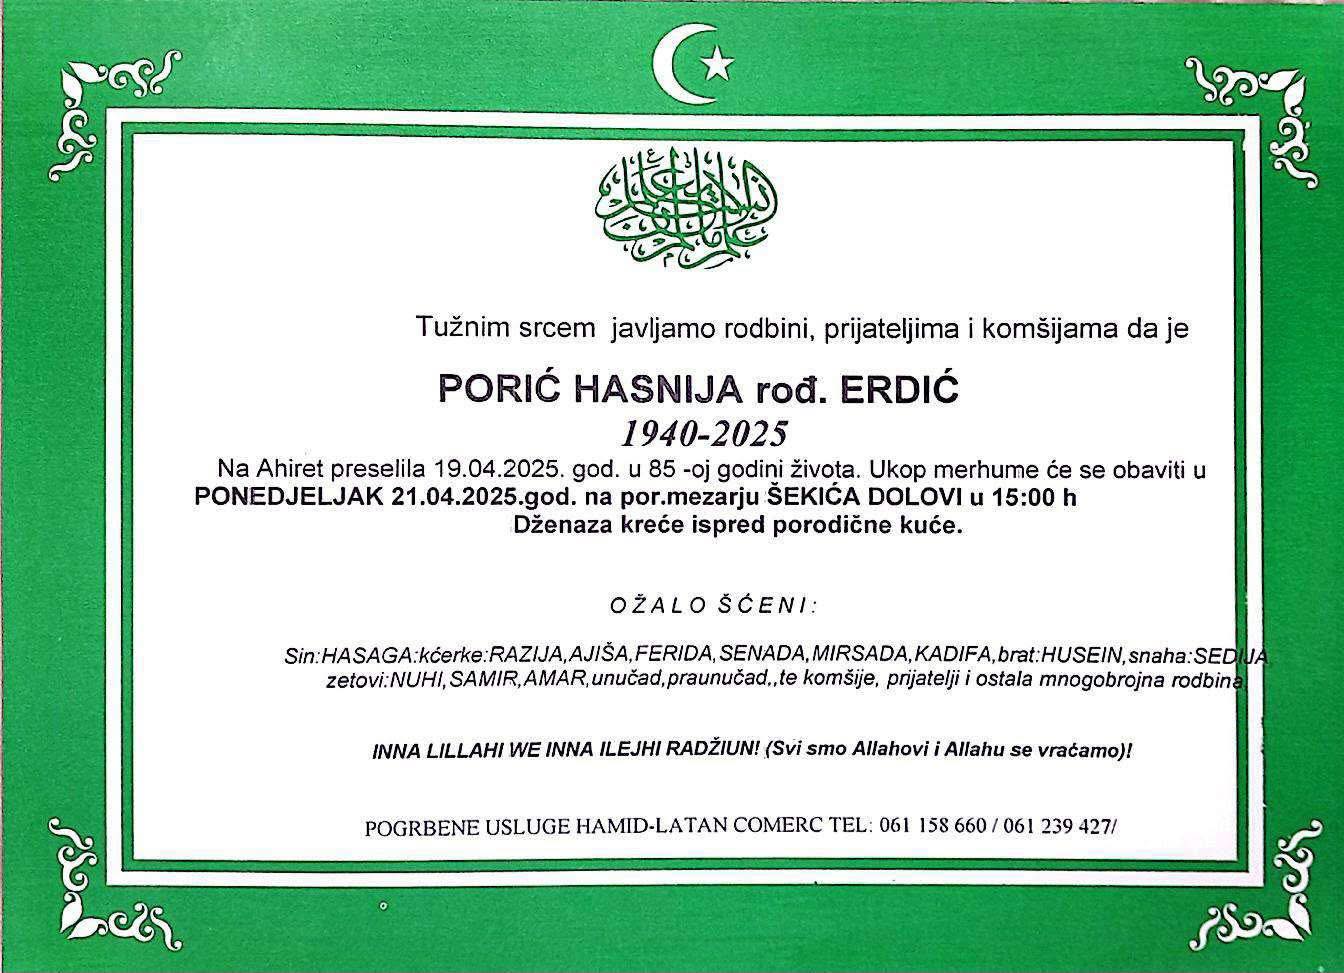 Tužnim srcem javljamo rodbini, prijateljima i komšijama da je
PORIĆ HASNIJA rođ. ERDIĆ
1940-2025
Na Ahiret preselila 19.04.2025. god. u 85 -oj godini života. Ukop merhume će se obaviti u
PONEDJELJAK 21.04.2025.god. na por.mezarju ŠEKIĆA DOLOVI u 15:00 h
Dženaza kreće ispred porodične kuće.
O Ž A L O Š Ć E N I :
Sin:HASAGA:kćerke:RAZIJA,AJIŠA,FERIDA,SENADA,MIRSADA,KADIFA,brat:HUSEIN,snaha:SEDIJA
zetovi:NUHI,SAMIR,AMAR,unučad,praunučad,,te komšije, prijatelji i ostala mnogobrojna rodbina
INNA LILLAHI WE INNA ILEJHI RADŽIUN! (Svi smo Allahovi i Allahu se vraćamo)!
POGRBENE USLUGE HAMID-LATAN COMERC TEL: 061 158 660 / 061 239 427/